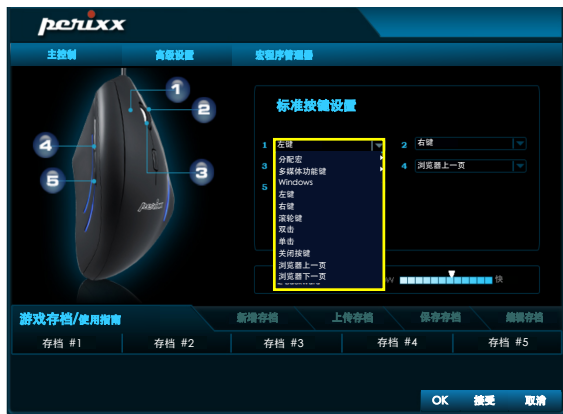 perixx
主控制 高级设置 宏程序管理器
标准按键设置
1 左键 2 右键
3 4 浏览器上一页
5
分配宏
多媒体功能键
Windows
左键
右键
滚轮键
双击
单击
关闭按键
浏览器上一页
浏览器下一页
快
1
2
3
4
5
perixx
游戏存档/使用指南 新增存档 上传存档 保存存档 编辑存档
存档 #1 存档 #2 存档 #3 存档 #4 存档 #5
OK 接受 取消